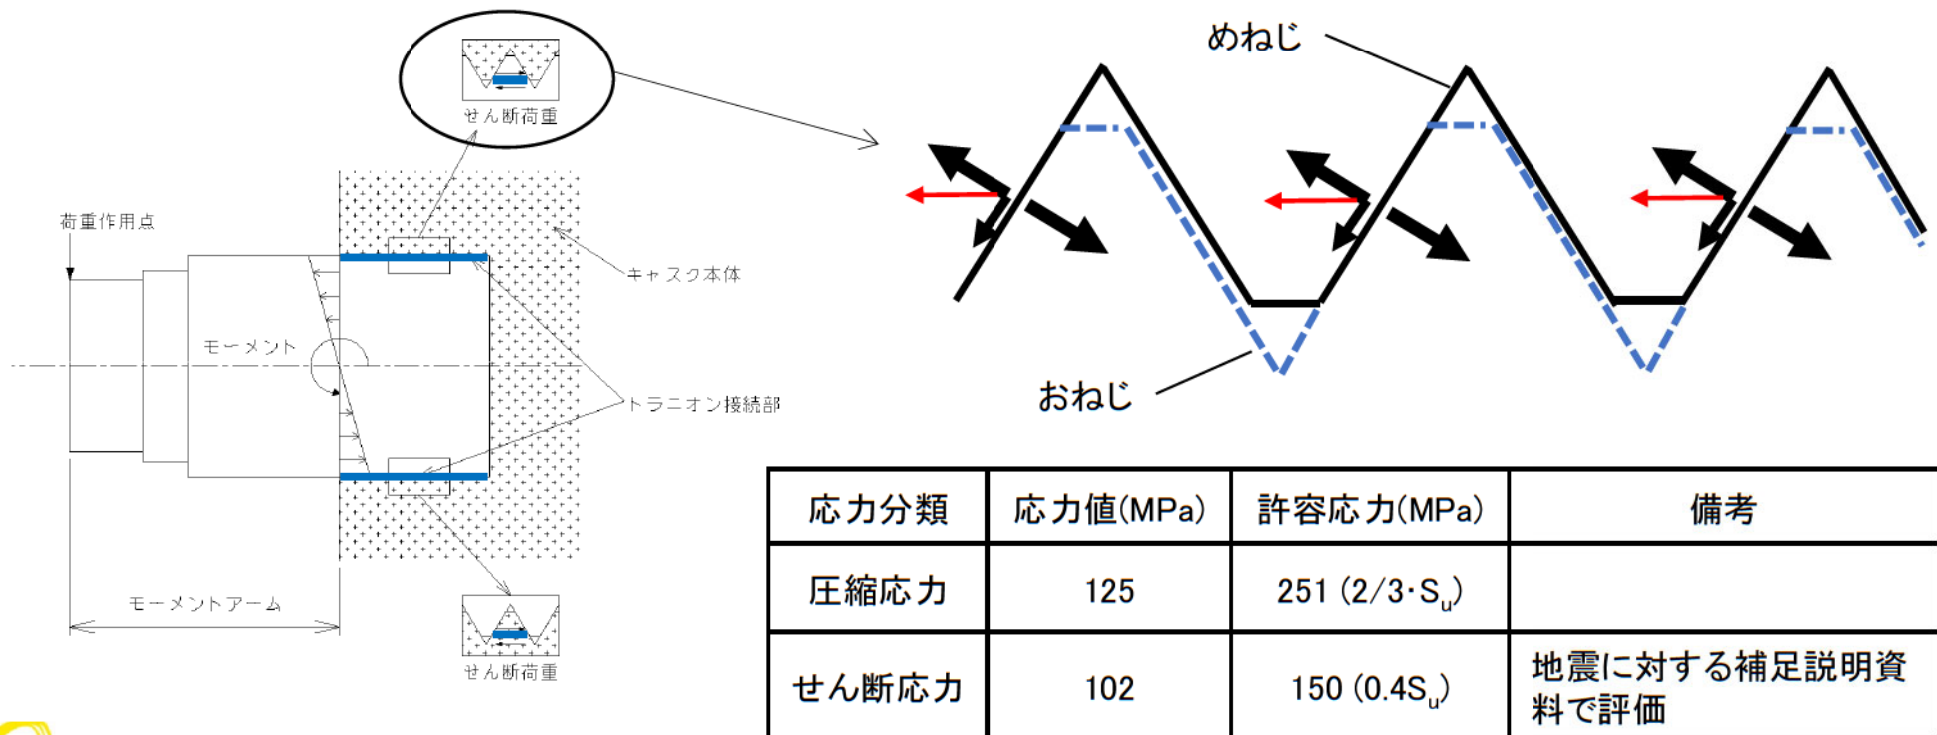 せん断荷重
荷重作用点
キャスク本体
モーメント
トラニオン接続部
モーメントアーム
せん断荷重
めねじ
おねじ
応力分類 応力値(MPa) 許容応力(MPa) 備考
圧縮応力 125 251 (2/3・Su)
せん断応力 102 150 (0.4Su) 地震に対する補足説明資
料で評価